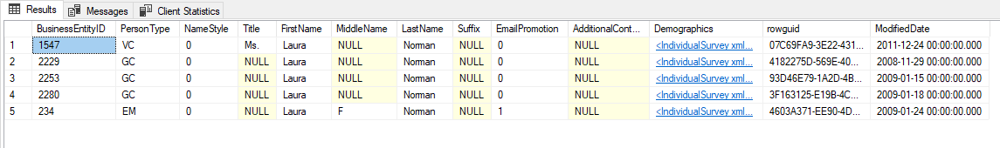 Results Messages Client Statistics
BusinessEntityID PersonType NameStyle Title FirstName MiddleName LastName Suffix EmailPromotion AdditionalCont... Demographics rowguid ModifiedDate
1 1547 VC 0 Ms. Laura NULL Noman NULL 0 NULL <IndividualSurvey xml... 07C69FA9-3E22-431... 2011-12-24 00:00:00.000
2 2229 GC 0 NULL Laura NULL Noman NULL 0 NULL <IndividualSurvey xml... 4182275D-569E-40... 2008-11-29 00:00:00.000
3 2253 GC 0 NULL Laura NULL Noman NULL 0 NULL <IndividualSurvey xml... 93D46E79-1A2D-4B... 2009-01-15 00:00:00.000
4 2280 GC 0 NULL Laura NULL Noman NULL 0 NULL <IndividualSurvey xml... 3F163125-E19B-4C... 2009-01-18 00:00:00.000
5 234 EM 0 NULL Laura F Noman NULL 1 NULL <IndividualSurvey xml... 4603A371-EE90-4D... 2009-01-24 00:00:00.000